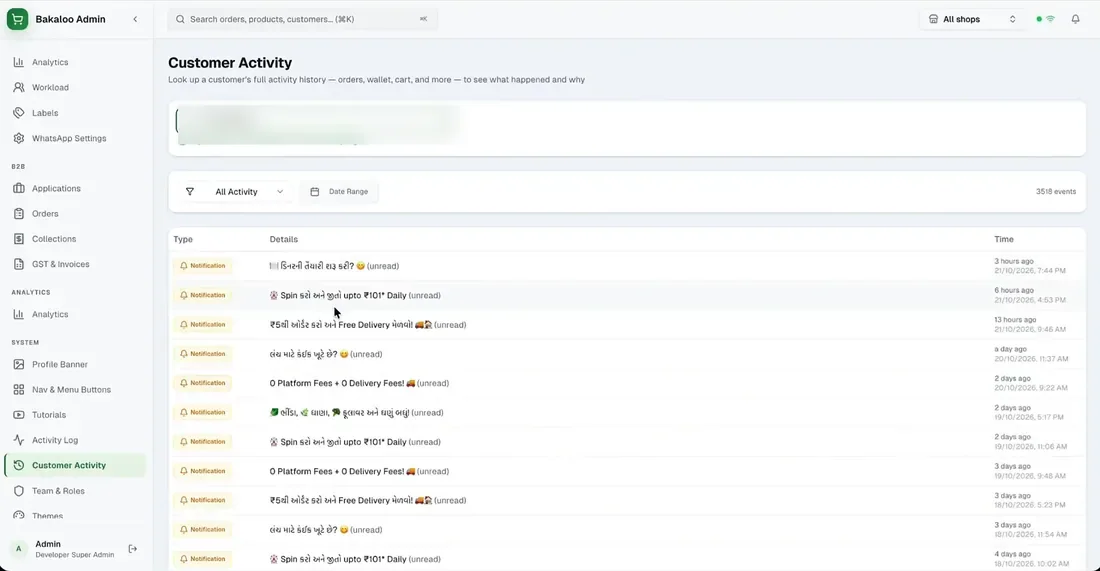 Bakaloo Admin
Search orders, products, customers... (⌘K)
⌘K
All shops
Analytics
Workload
Labels
WhatsApp Settings
B2B
Applications
Orders
Collections
GST & Invoices
ANALYTICS
Analytics
SYSTEM
Profile Banner
Nav & Menu Buttons
Tutorials
Activity Log
Customer Activity
Team & Roles
Themes
A
Admin
Developer Super Admin
Customer Activity
Look up a customer's full activity history — orders, wallet, cart, and more — to see what happened and why
All Activity
Date Range
3518 events
Type Details Time
Notification 🍽️ ડિનરની તૈયારી શરૂ કરી? 😋 (unread) 3 hours ago
21/10/2026, 7:44 PM
Notification Spin કરો અને જીતો upto ₹101* Daily (unread) 6 hours ago
21/10/2026, 4:53 PM
Notification ₹5થી ઓર્ડર કરો અને Free Delivery મેળવો! 🚚🏠 (unread) 13 hours ago
21/10/2026, 9:46 AM
Notification લંચ માટે કંઈક ખૂટે છે? 😋 (unread) a day ago
20/10/2026, 11:37 AM
Notification 0 Platform Fees + 0 Delivery Fees! 🚚 (unread) 2 days ago
20/10/2026, 9:22 AM
Notification 🥬 ભીંડા, 🌿 ધાણા, 🥦 ફૂલાવર અને ઘણું બધું! (unread) 2 days ago
19/10/2026, 5:17 PM
Notification Spin કરો અને જીતો upto ₹101* Daily (unread) 2 days ago
19/10/2026, 11:06 AM
Notification 0 Platform Fees + 0 Delivery Fees! 🚚 (unread) 3 days ago
19/10/2026, 9:48 AM
Notification ₹5થી ઓર્ડર કરો અને Free Delivery મેળવો! 🚚🏠 (unread) 3 days ago
18/10/2026, 5:23 PM
Notification લંચ માટે કંઈક ખૂટે છે? 😋 (unread) 3 days ago
18/10/2026, 11:54 AM
Notification Spin કરો અને જીતો upto ₹101* Daily (unread) 4 days ago
18/10/2026, 10:02 AM